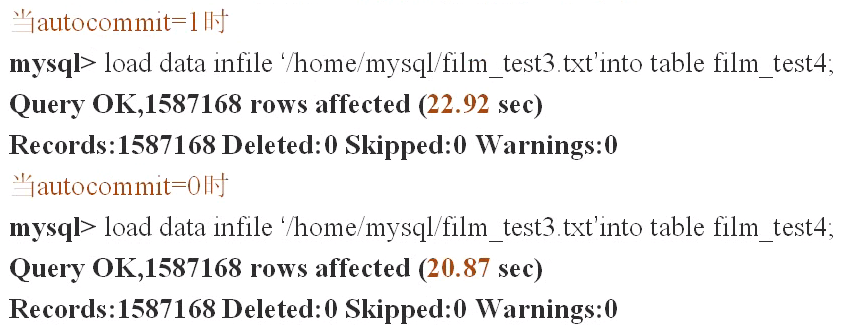 当autocommit=1时
mysql> load data infile ‘/home/mysql/film_test3.txt’into table film_test4;
Query OK,1587168 rows affected (22.92 sec)
Records:1587168 Deleted:0 Skipped:0 Warnings:0
当autocommit=0时
mysql> load data infile ‘/home/mysql/film_test3.txt’into table film_test4;
Query OK,1587168 rows affected (20.87 sec)
Records:1587168 Deleted:0 Skipped:0 Warnings:0